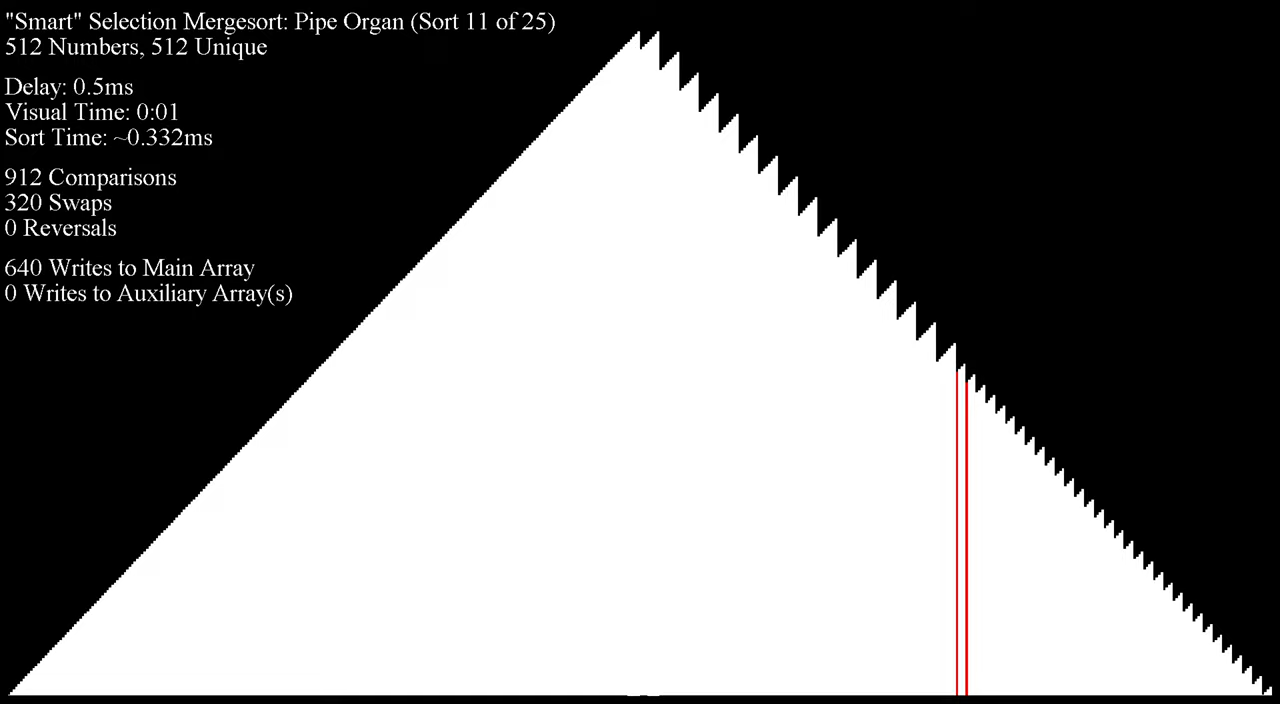 "Smart" Selection Mergesort: Pipe Organ (Sort 11 of 25)
512 Numbers, 512 Unique
Delay: 0.5ms
Visual Time: 0:01
Sort Time: ~0.332ms
912 Comparisons
320 Swaps
0 Reversals
640 Writes to Main Array
0 Writes to Auxiliary Array(s)